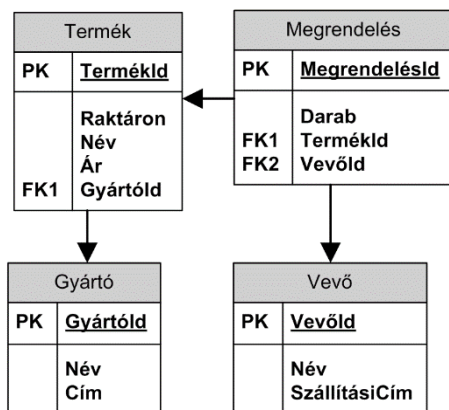 Termék
PK TermékId
Raktáron
Név
Ár
FK1 GyártóId
Megrendelés
PK MegrendelésId
Darab
FK1 TermékId
FK2 VevőId
Gyártó
PK GyártóId
Név
Cím
Vevő
PK VevőId
Név
SzállításiCím